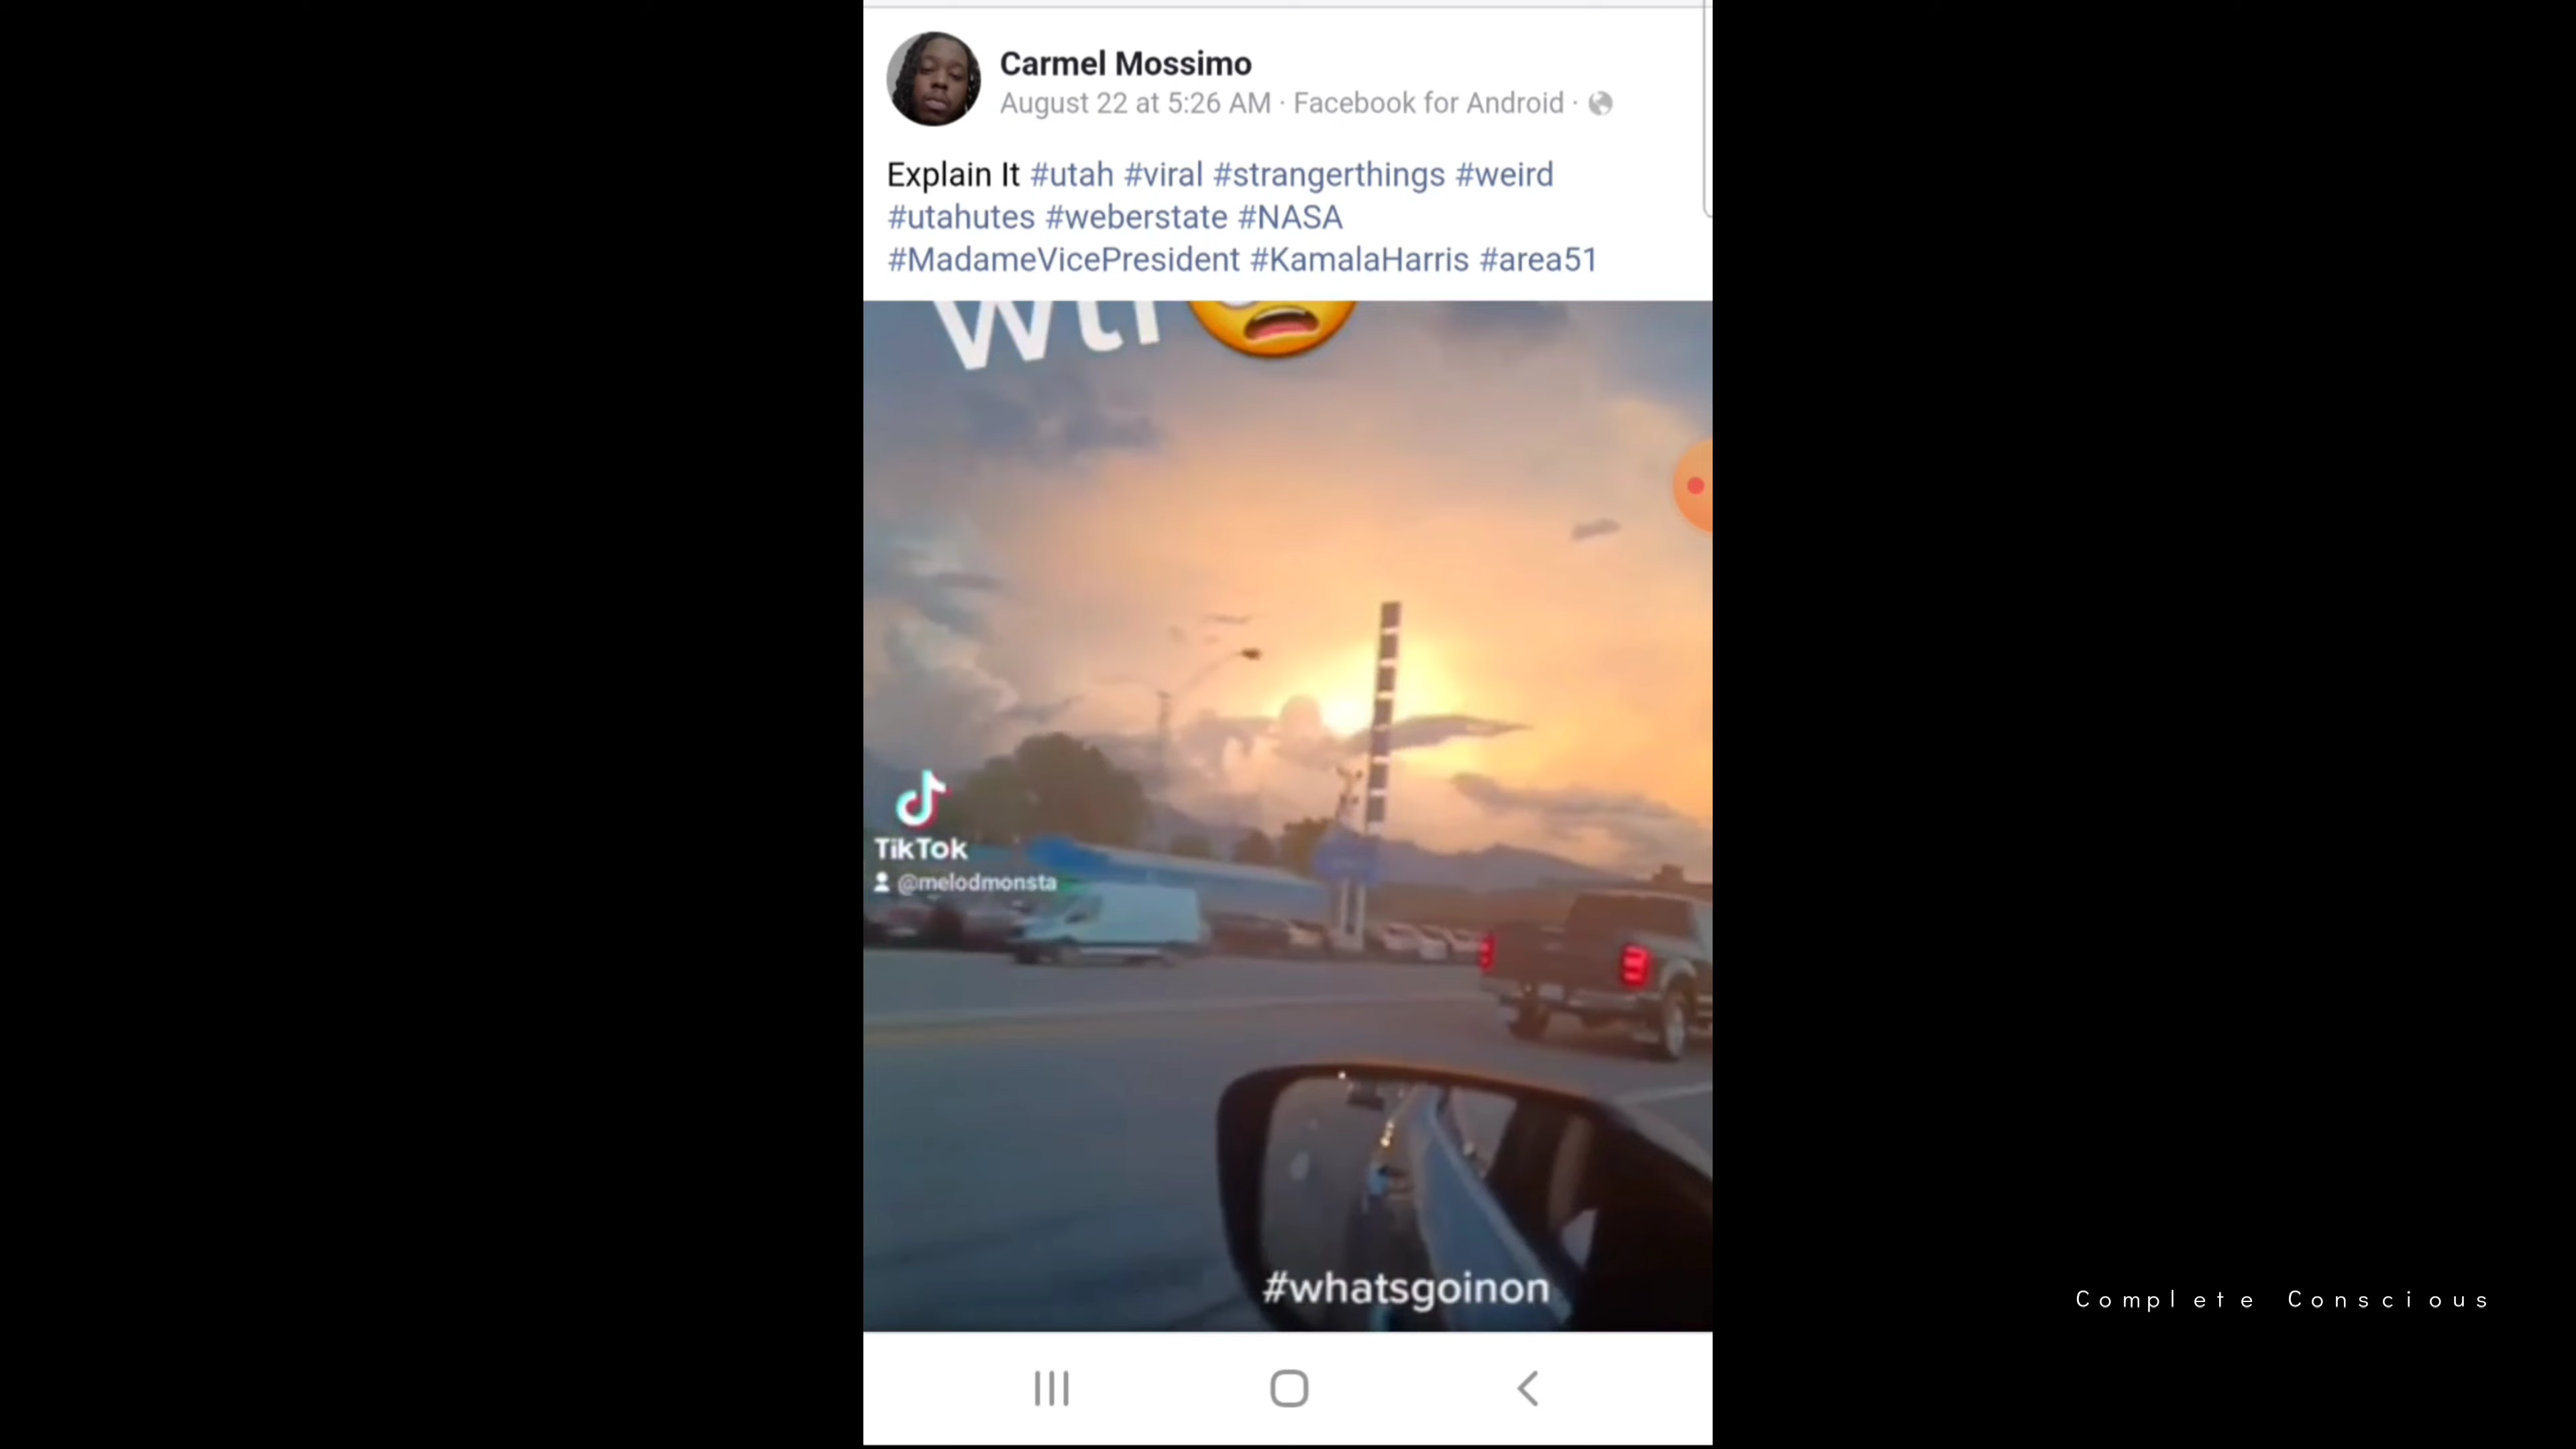 Carmel Mossimo
August 22 at 5:26 AM · Facebook for Android ·
Explain It #utah #viral #strangerthings #weird
#utahutes #weberstate #NASA
#MadameVicePresident #KamalaHarris #area51
TikTok
@melodmonsta
#whatsgoinon
Complete Conscious